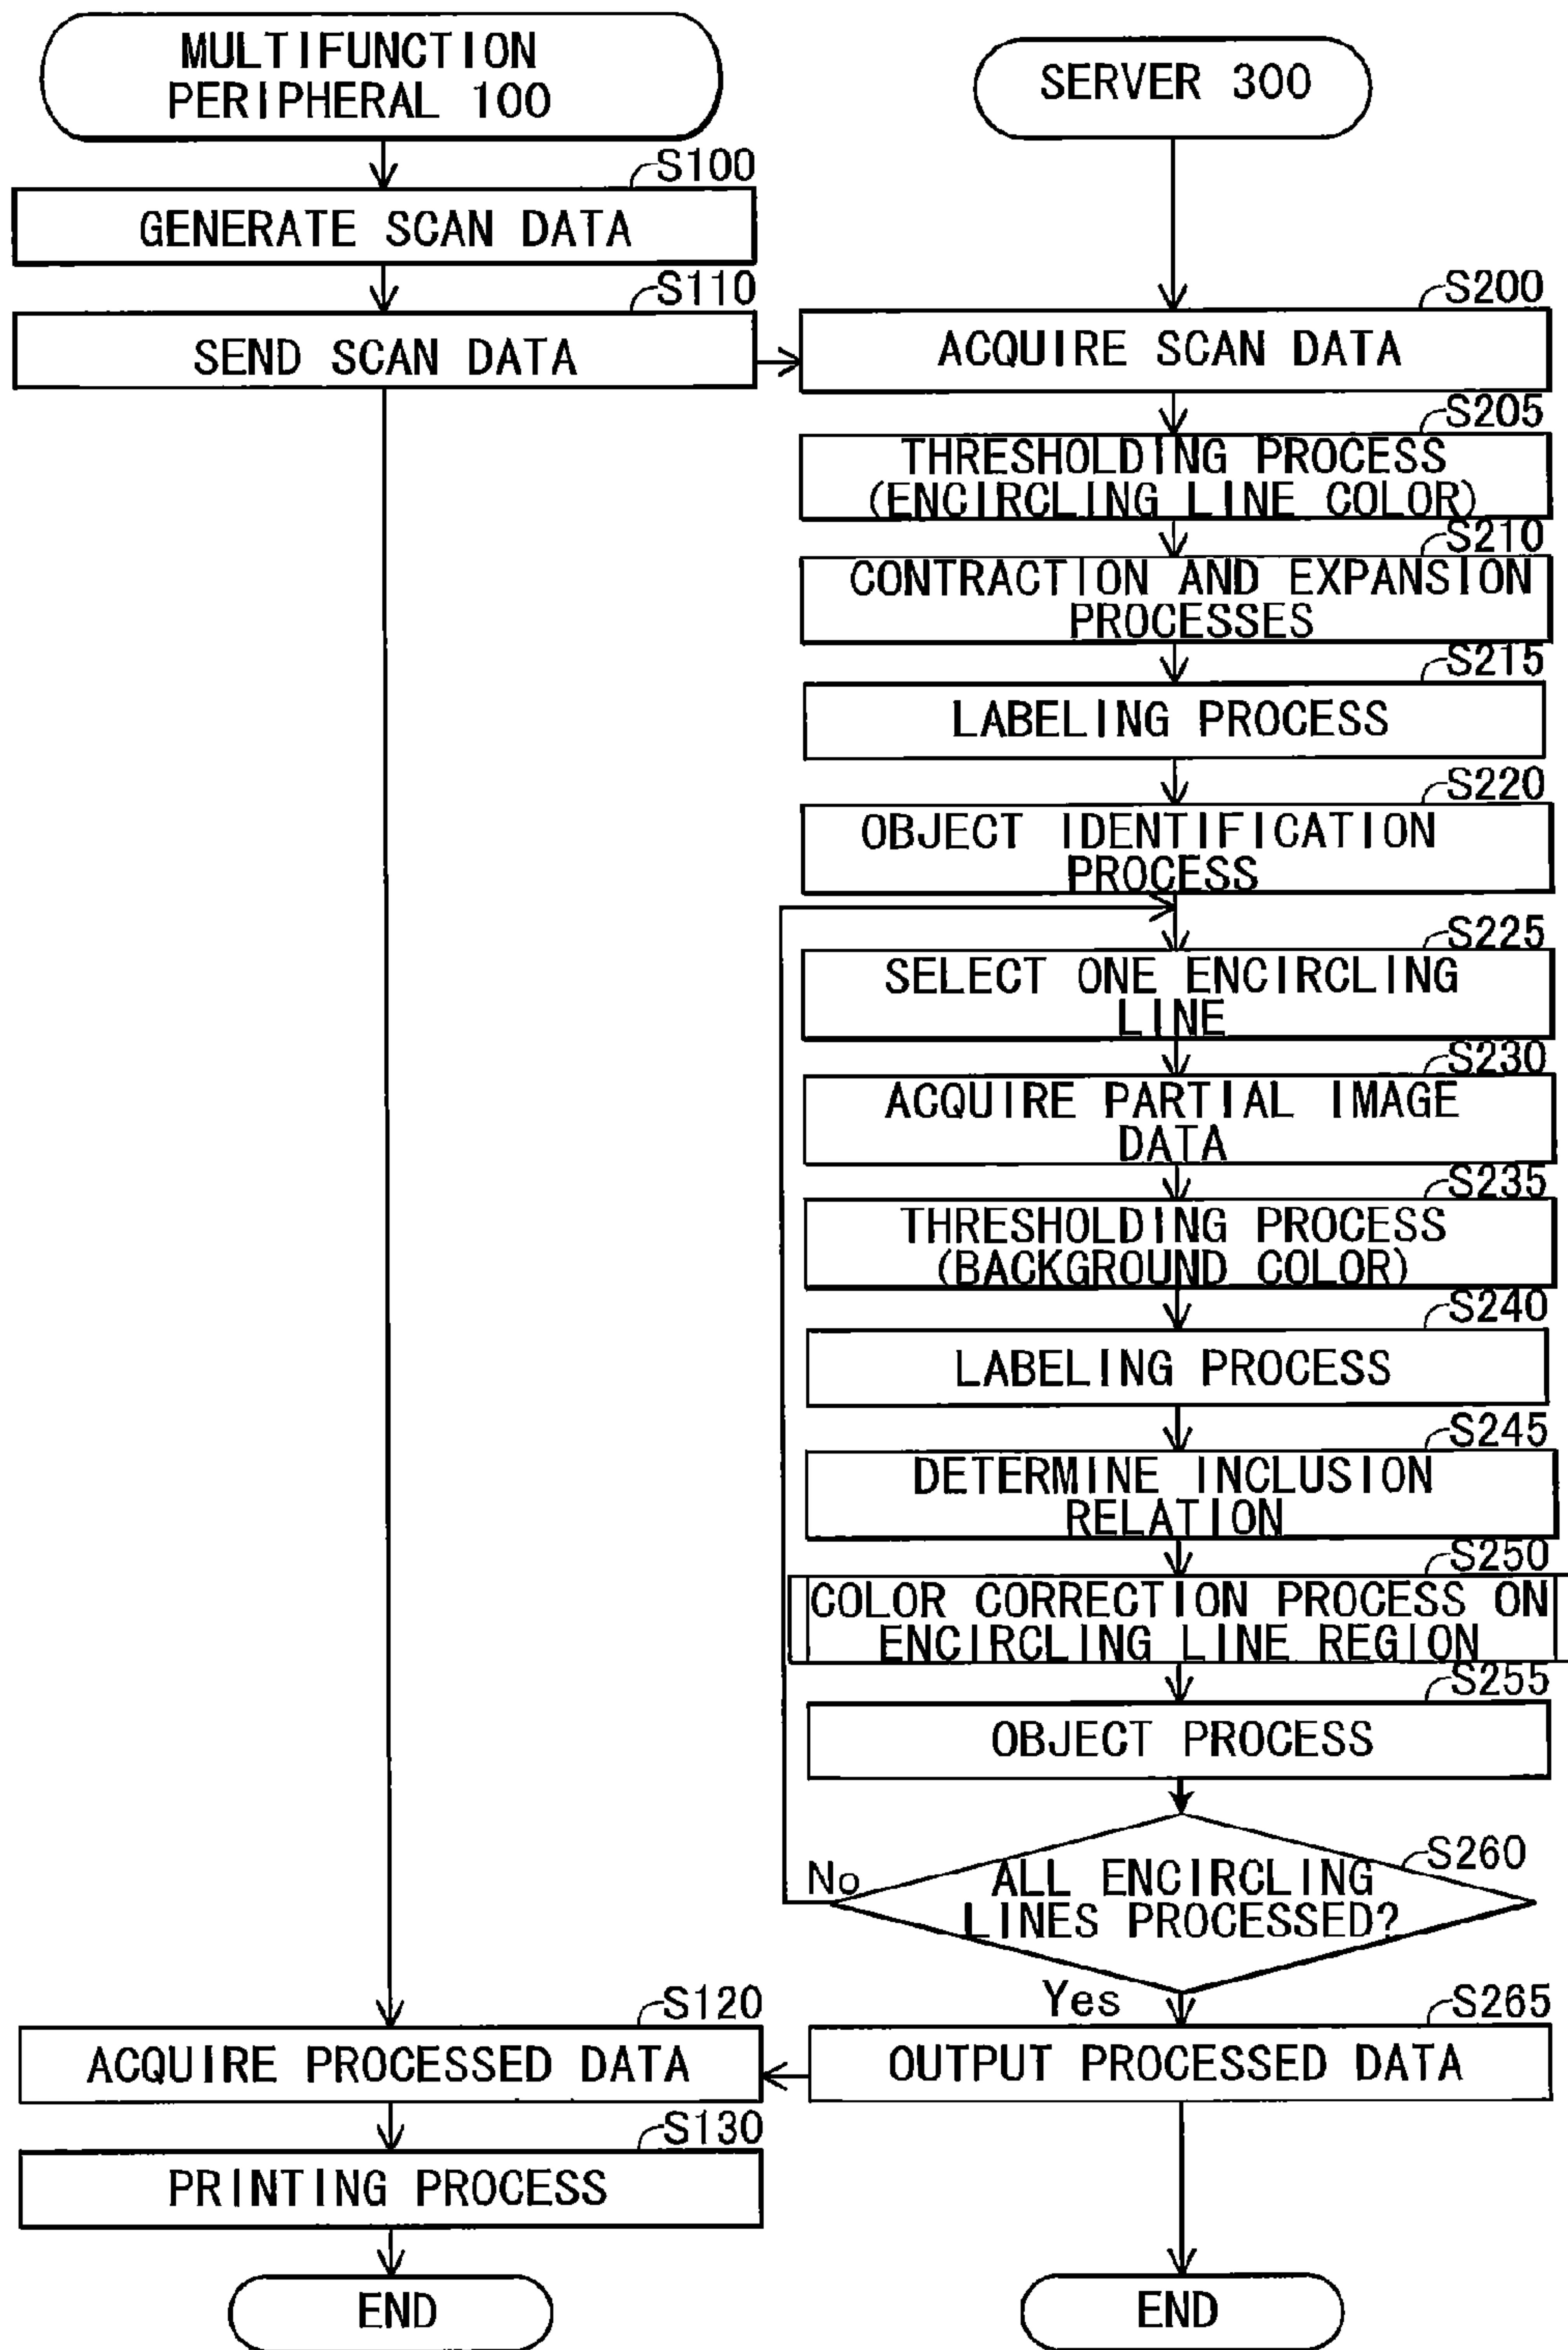 MULTIFUNCTION
PERIPHERAL 100
S100
GENERATE SCAN DATA
S110
SEND SCAN DATA
SERVER 300
S200
ACQUIRE SCAN DATA
S205
THRESHOLDING PROCESS
(ENCIRCLING LINE COLOR)
S210
CONTRACTION AND EXPANSION
PROCESSES
S215
LABELING PROCESS
S220
OBJECT IDENTIFICATION
PROCESS
S225
SELECT ONE ENCIRCLING
LINE
S230
ACQUIRE PARTIAL IMAGE
DATA
S235
THRESHOLDING PROCESS
(BACKGROUND COLOR)
S240
LABELING PROCESS
S245
DETERMINE INCLUSION
RELATION
S250
COLOR CORRECTION PROCESS ON
ENCIRCLING LINE REGION
S255
OBJECT PROCESS
S260
ALL ENCIRCLING
LINES PROCESSED?
No
Yes
S265
OUTPUT PROCESSED DATA
END
S120
ACQUIRE PROCESSED DATA
S130
PRINTING PROCESS
END